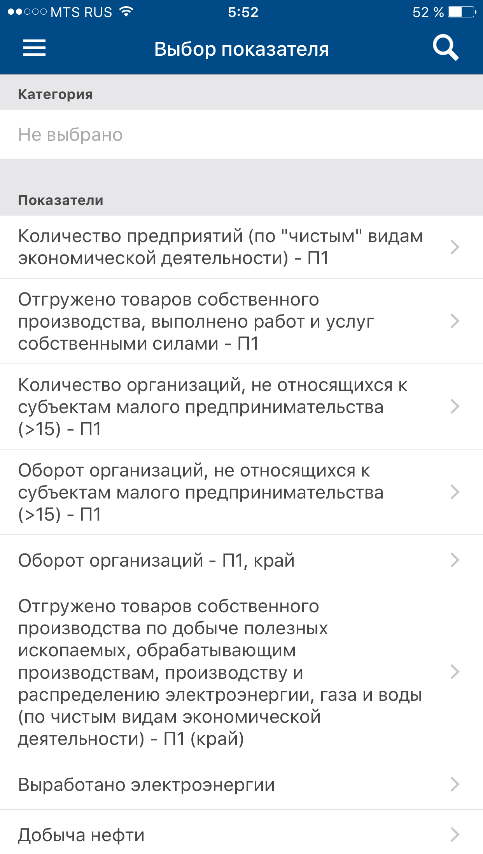 MTS RUS 5:52 52 %
Выбор показателя
Категория
Не выбрано
Показатели
Количество предприятий (по "чистым" видам
экономической деятельности) - П1
Отгружено товаров собственного
производства, выполнено работ и услуг
собственными силами - П1
Количество организаций, не относящихся к
субъектам малого предпринимательства
(>15) - П1
Оборот организаций, не относящихся к
субъектам малого предпринимательства
(>15) - П1
Оборот организаций - П1, край
Отгружено товаров собственного
производства по добыче полезных
ископаемых, обрабатывающим
производствам, производству и
распределению электроэнергии, газа и воды
(по чистым видам экономической
деятельности) - П1 (край)
Выработано электроэнергии
Добыча нефти